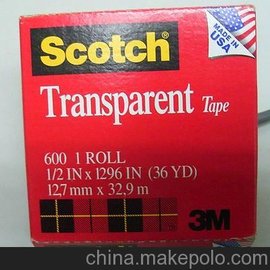 Scotch
MADE IN
USA
Transparent Tape
600 1 ROLL
1/2 IN x 1296 IN (36 YD)
12,7 mm x 32,9 m
3M
china.makepolo.com